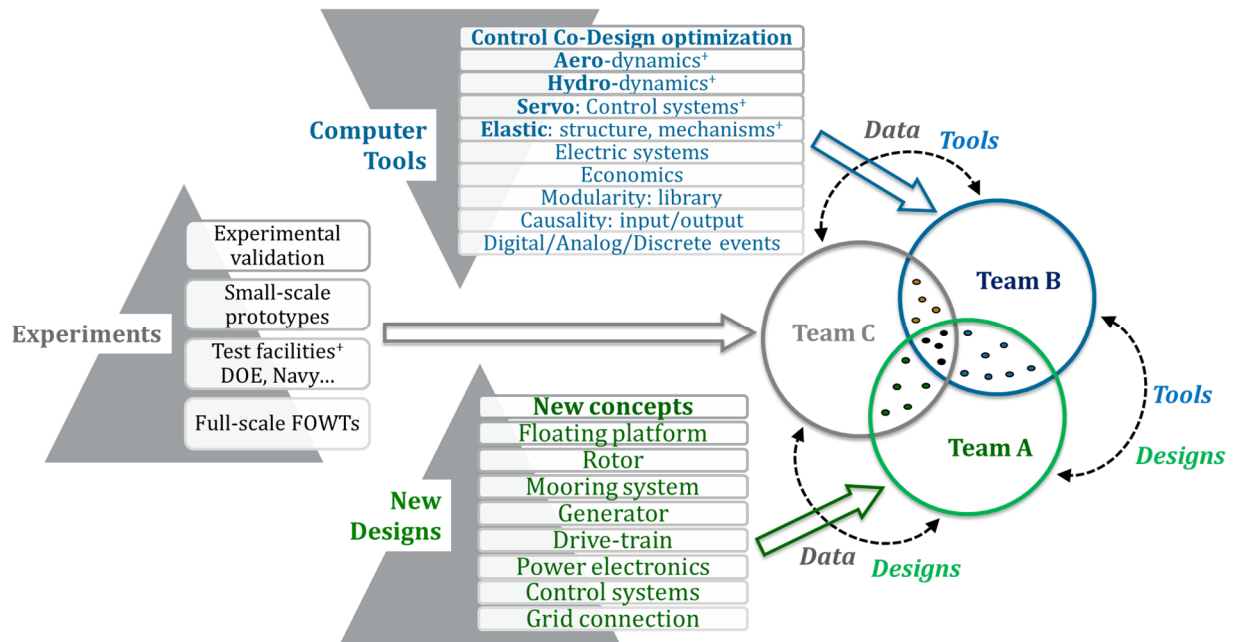 Control Co-Design optimization
Aero-dynamics⁺
Hydro-dynamics⁺
Servo: Control systems⁺
Elastic: structure, mechanisms⁺
Electric systems
Economics
Modularity: library
Causality: input/output
Digital/Analog/Discrete events
Computer
Tools
Data
Tools
Experimental
validation
Small-scale
prototypes
Test facilities⁺
DOE, Navy...
Full-scale FOWTs
Experiments
Team B
Team C
Team A
Tools
Designs
New concepts
Floating platform
Rotor
Mooring system
Generator
Drive-train
Power electronics
Control systems
Grid connection
New
Designs
Data
Designs